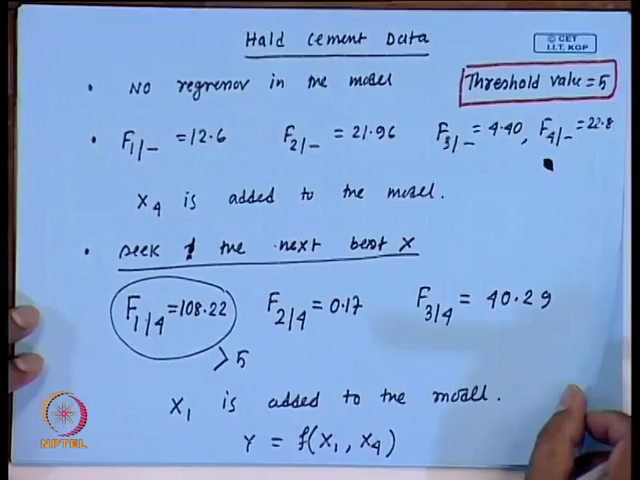 Hald Cement Data
© CET
I.I.T. KGP
• No regressor in the model
Threshold value = 5
• F1/− = 12.6 F2/− = 21.96 F3/− = 4.40, F4/− = 22.8
X4 is added to the model.
• Seek the next best X
F1/4 = 108.22 F2/4 = 0.17 F3/4 = 40.29
> 5
X1 is added to the model.
Y = f(X1, X4)
NPTEL